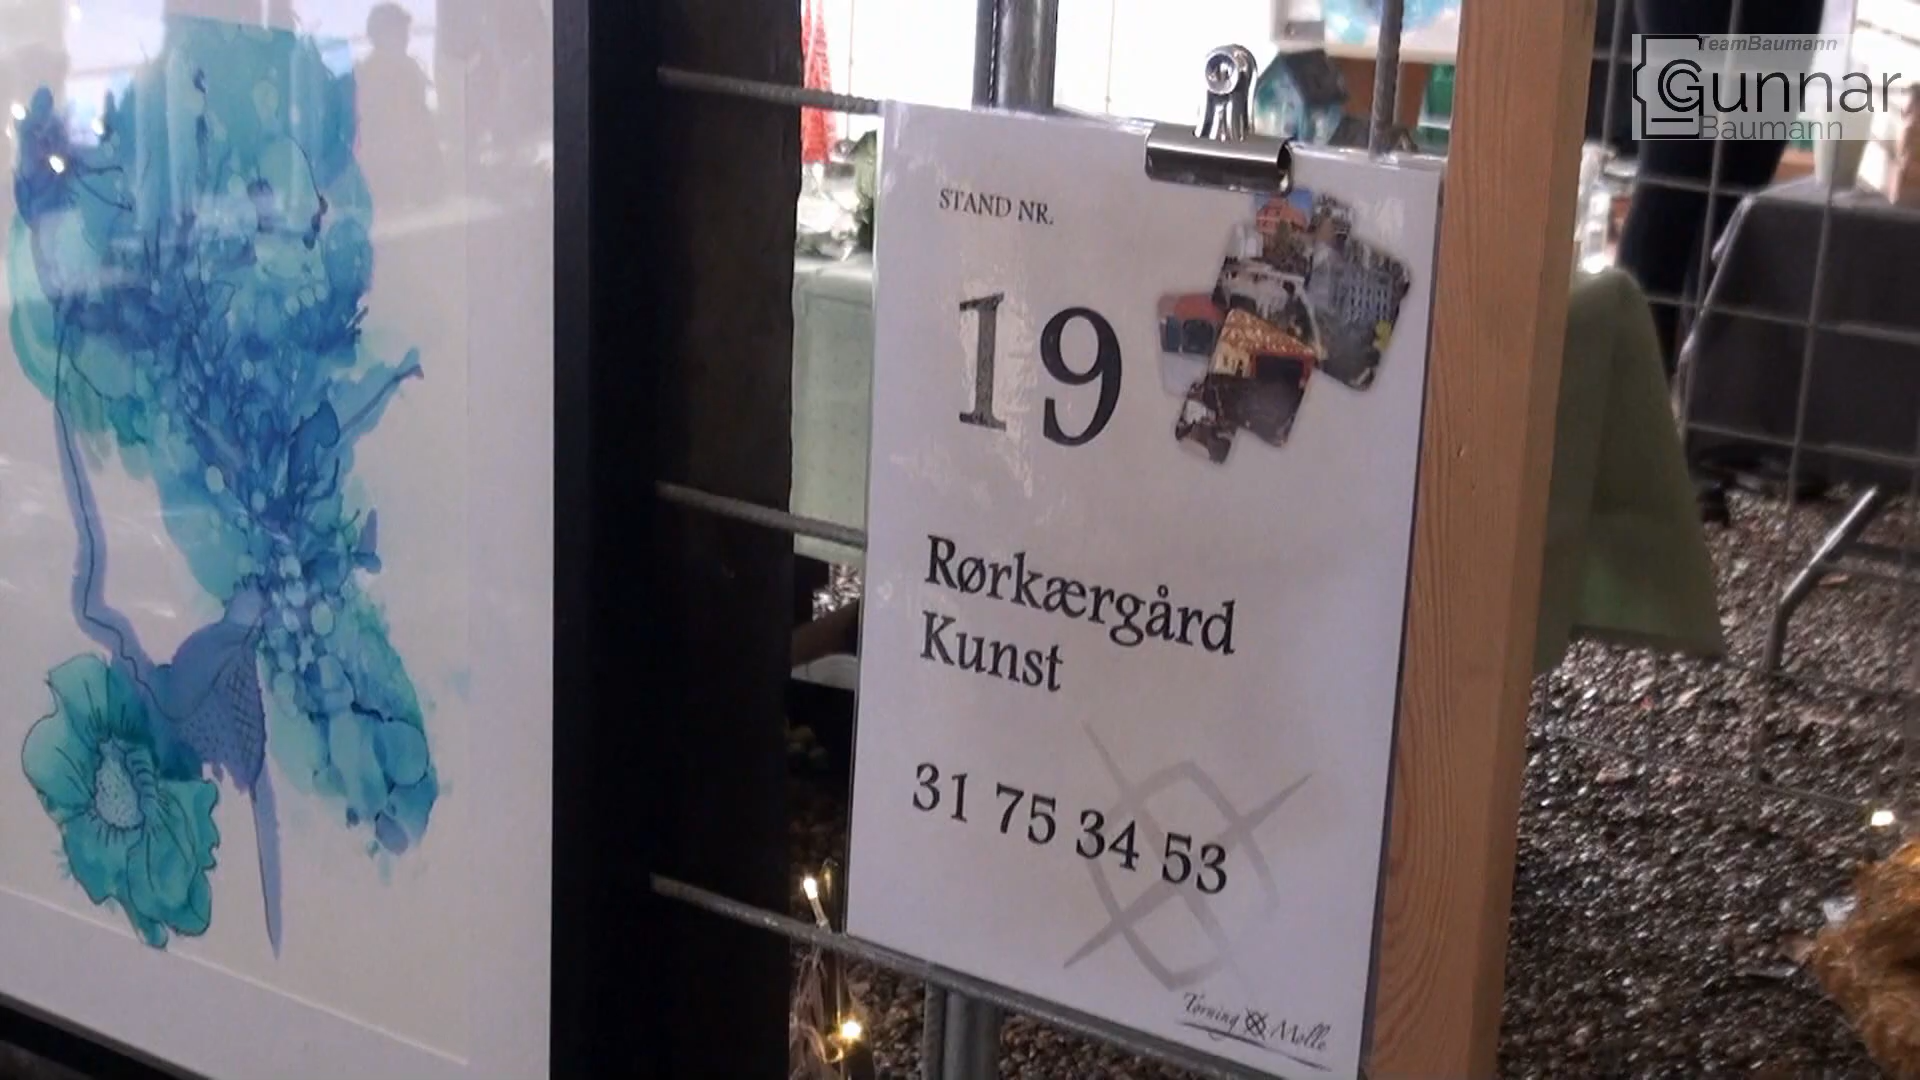 TeamBaumann
Gunnar
Baumann
STAND NR.
19
Rørkærgård
Kunst
31 75 34 53
Tørning Mølle